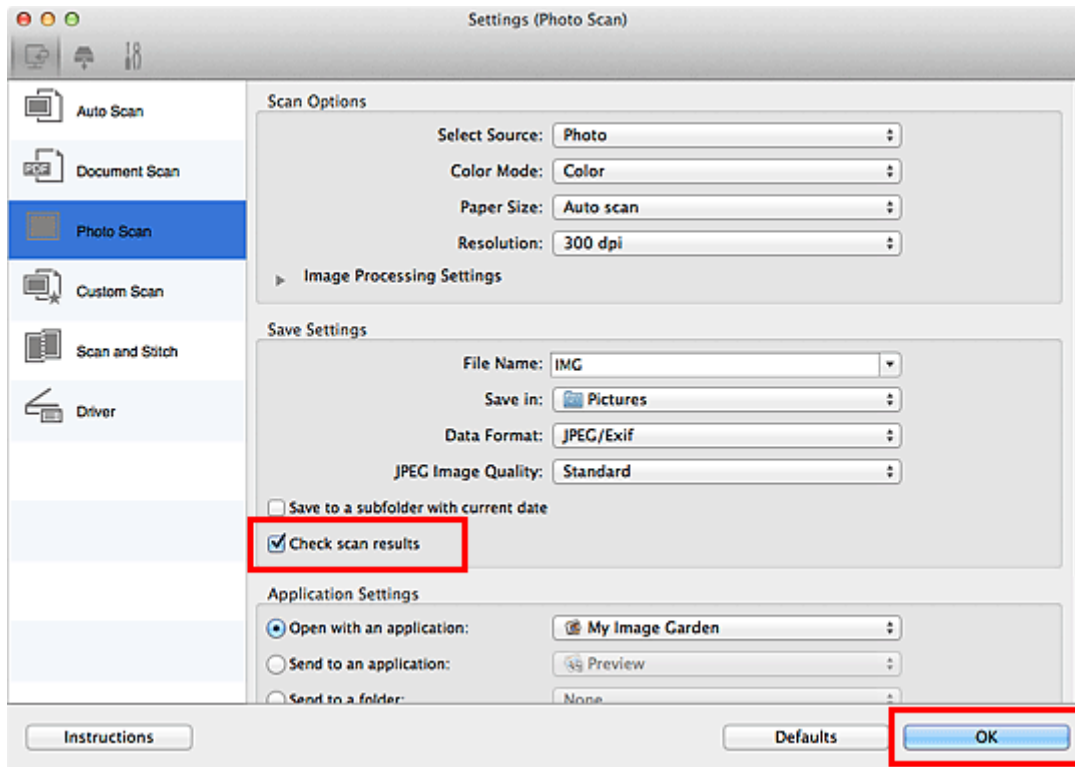 Settings (Photo Scan)
Auto Scan
Document Scan
Photo Scan
Custom Scan
Scan and Stitch
Driver
Scan Options
Select Source: Photo
Color Mode: Color
Paper Size: Auto scan
Resolution: 300 dpi
Image Processing Settings
Save Settings
File Name: IMG
Save in: Pictures
Data Format: JPEG/Exif
JPEG Image Quality: Standard
Save to a subfolder with current date
Check scan results
Application Settings
Open with an application: My Image Garden
Send to an application: Preview
Send to a folder: None
Instructions Defaults OK